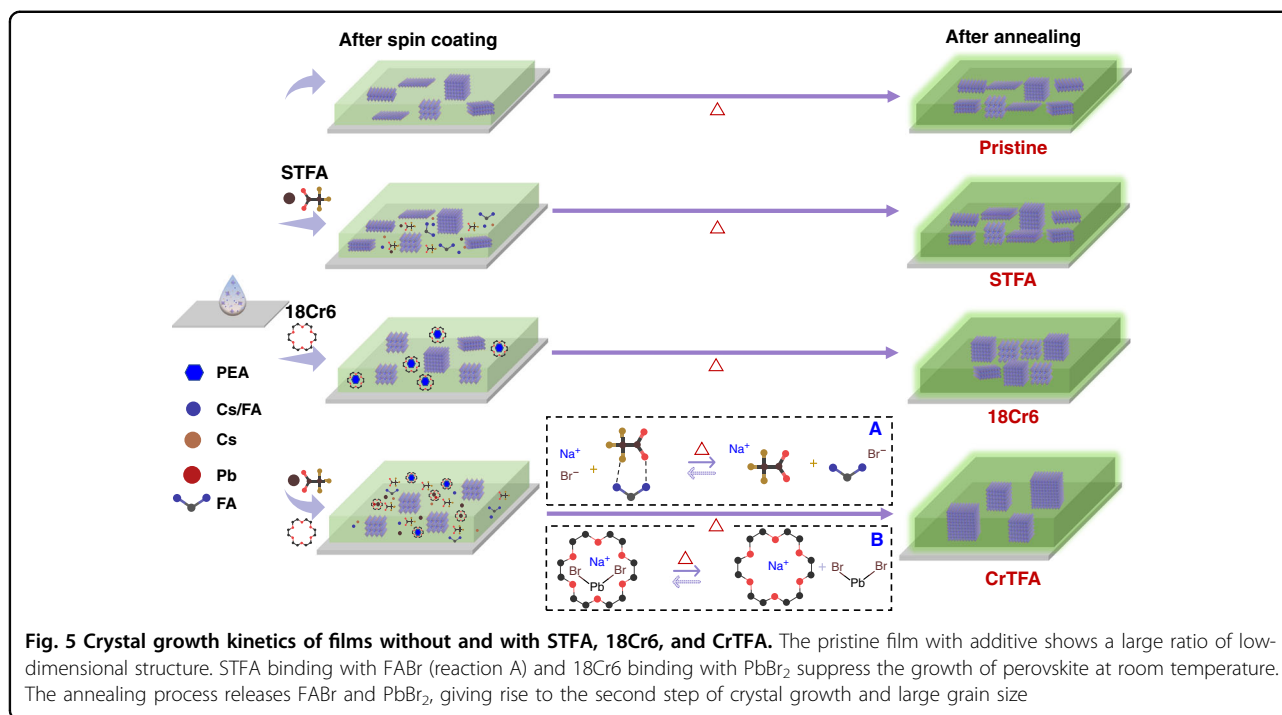 After spin coating
After annealing
△
Pristine
STFA
△
STFA
18Cr6
△
18Cr6
PEA
Cs/FA
Cs
Pb
FA
A
Na⁺
Br⁻ +
△
Na⁺
+
Br⁻
△
B
Na⁺
Br Br
Pb
△
Na⁺
+ Br Br
Pb
CrTFA
Fig. 5 Crystal growth kinetics of films without and with STFA, 18Cr6, and CrTFA. The pristine film with additive shows a large ratio of low-
dimensional structure. STFA binding with FABr (reaction A) and 18Cr6 binding with PbBr₂ suppress the growth of perovskite at room temperature.
The annealing process releases FABr and PbBr₂, giving rise to the second step of crystal growth and large grain size